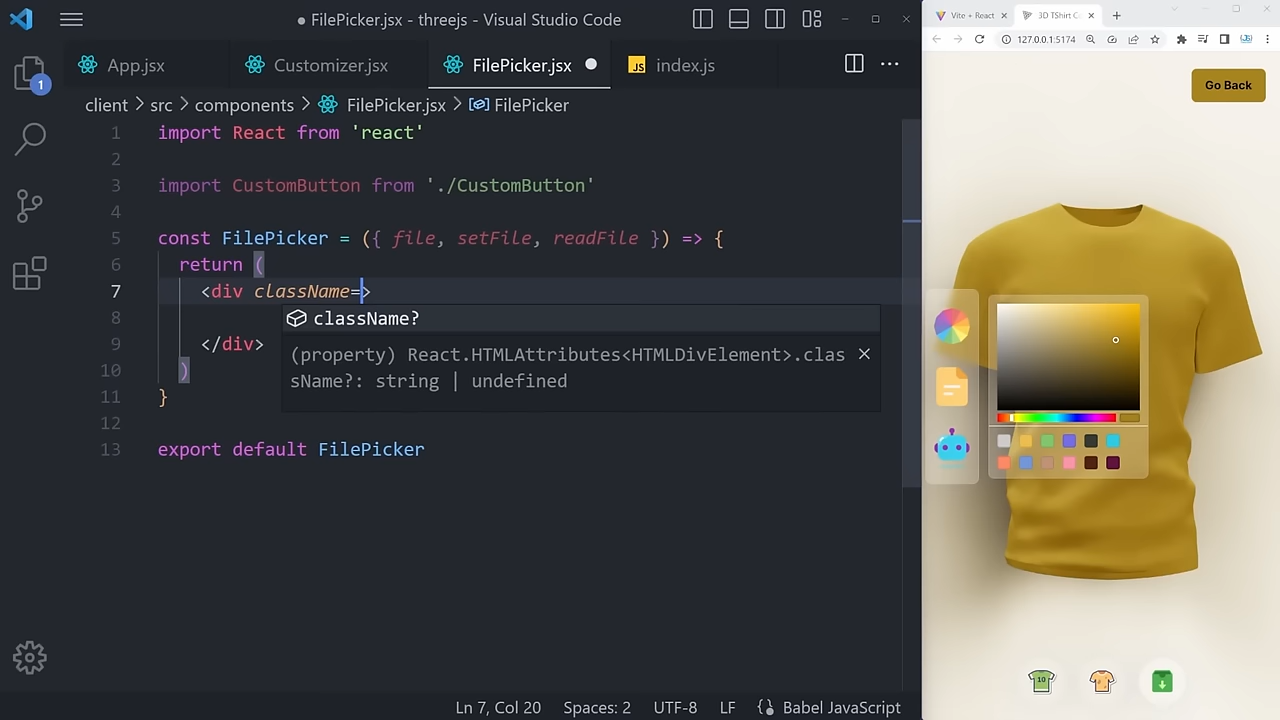 FilePicker.jsx - threejs - Visual Studio Code
1
App.jsx
Customizer.jsx
FilePicker.jsx
JS index.js
client > src > components > FilePicker.jsx > FilePicker
1 import React from 'react'
2
3 import CustomButton from './CustomButton'
4
5 const FilePicker = ({ file, setFile, readFile }) => {
6 return (
7 <div className=>
className?
8
(property) React.HTMLAttributes<HTMLDivElement>.clas
sName?: string | undefined
9 </div>
10 )
11 }
12
13 export default FilePicker
Ln 7, Col 20 Spaces: 2 UTF-8 LF Babel JavaScript
Vite + React
3D TShirt C
127.0.0.1:5174
Go Back
10